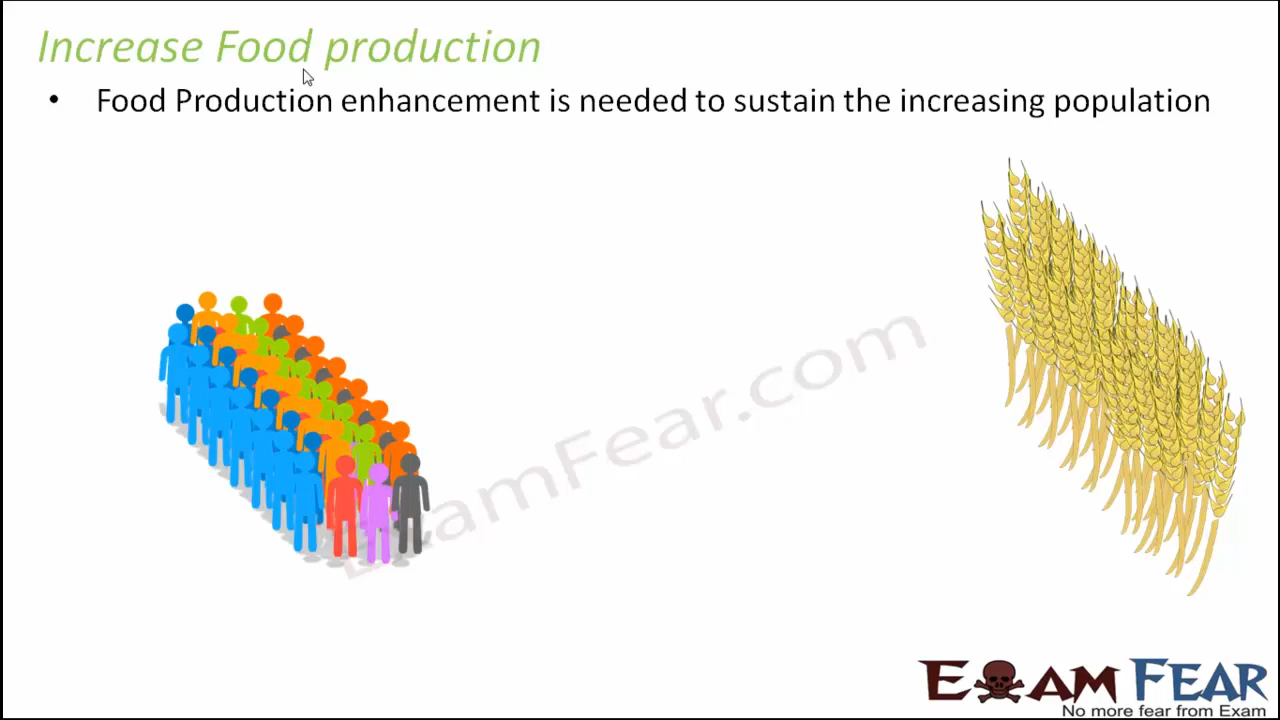 Increase Food production
• Food Production enhancement is needed to sustain the increasing population
ExamFear.com
EXAM FEAR
No more fear from Exam